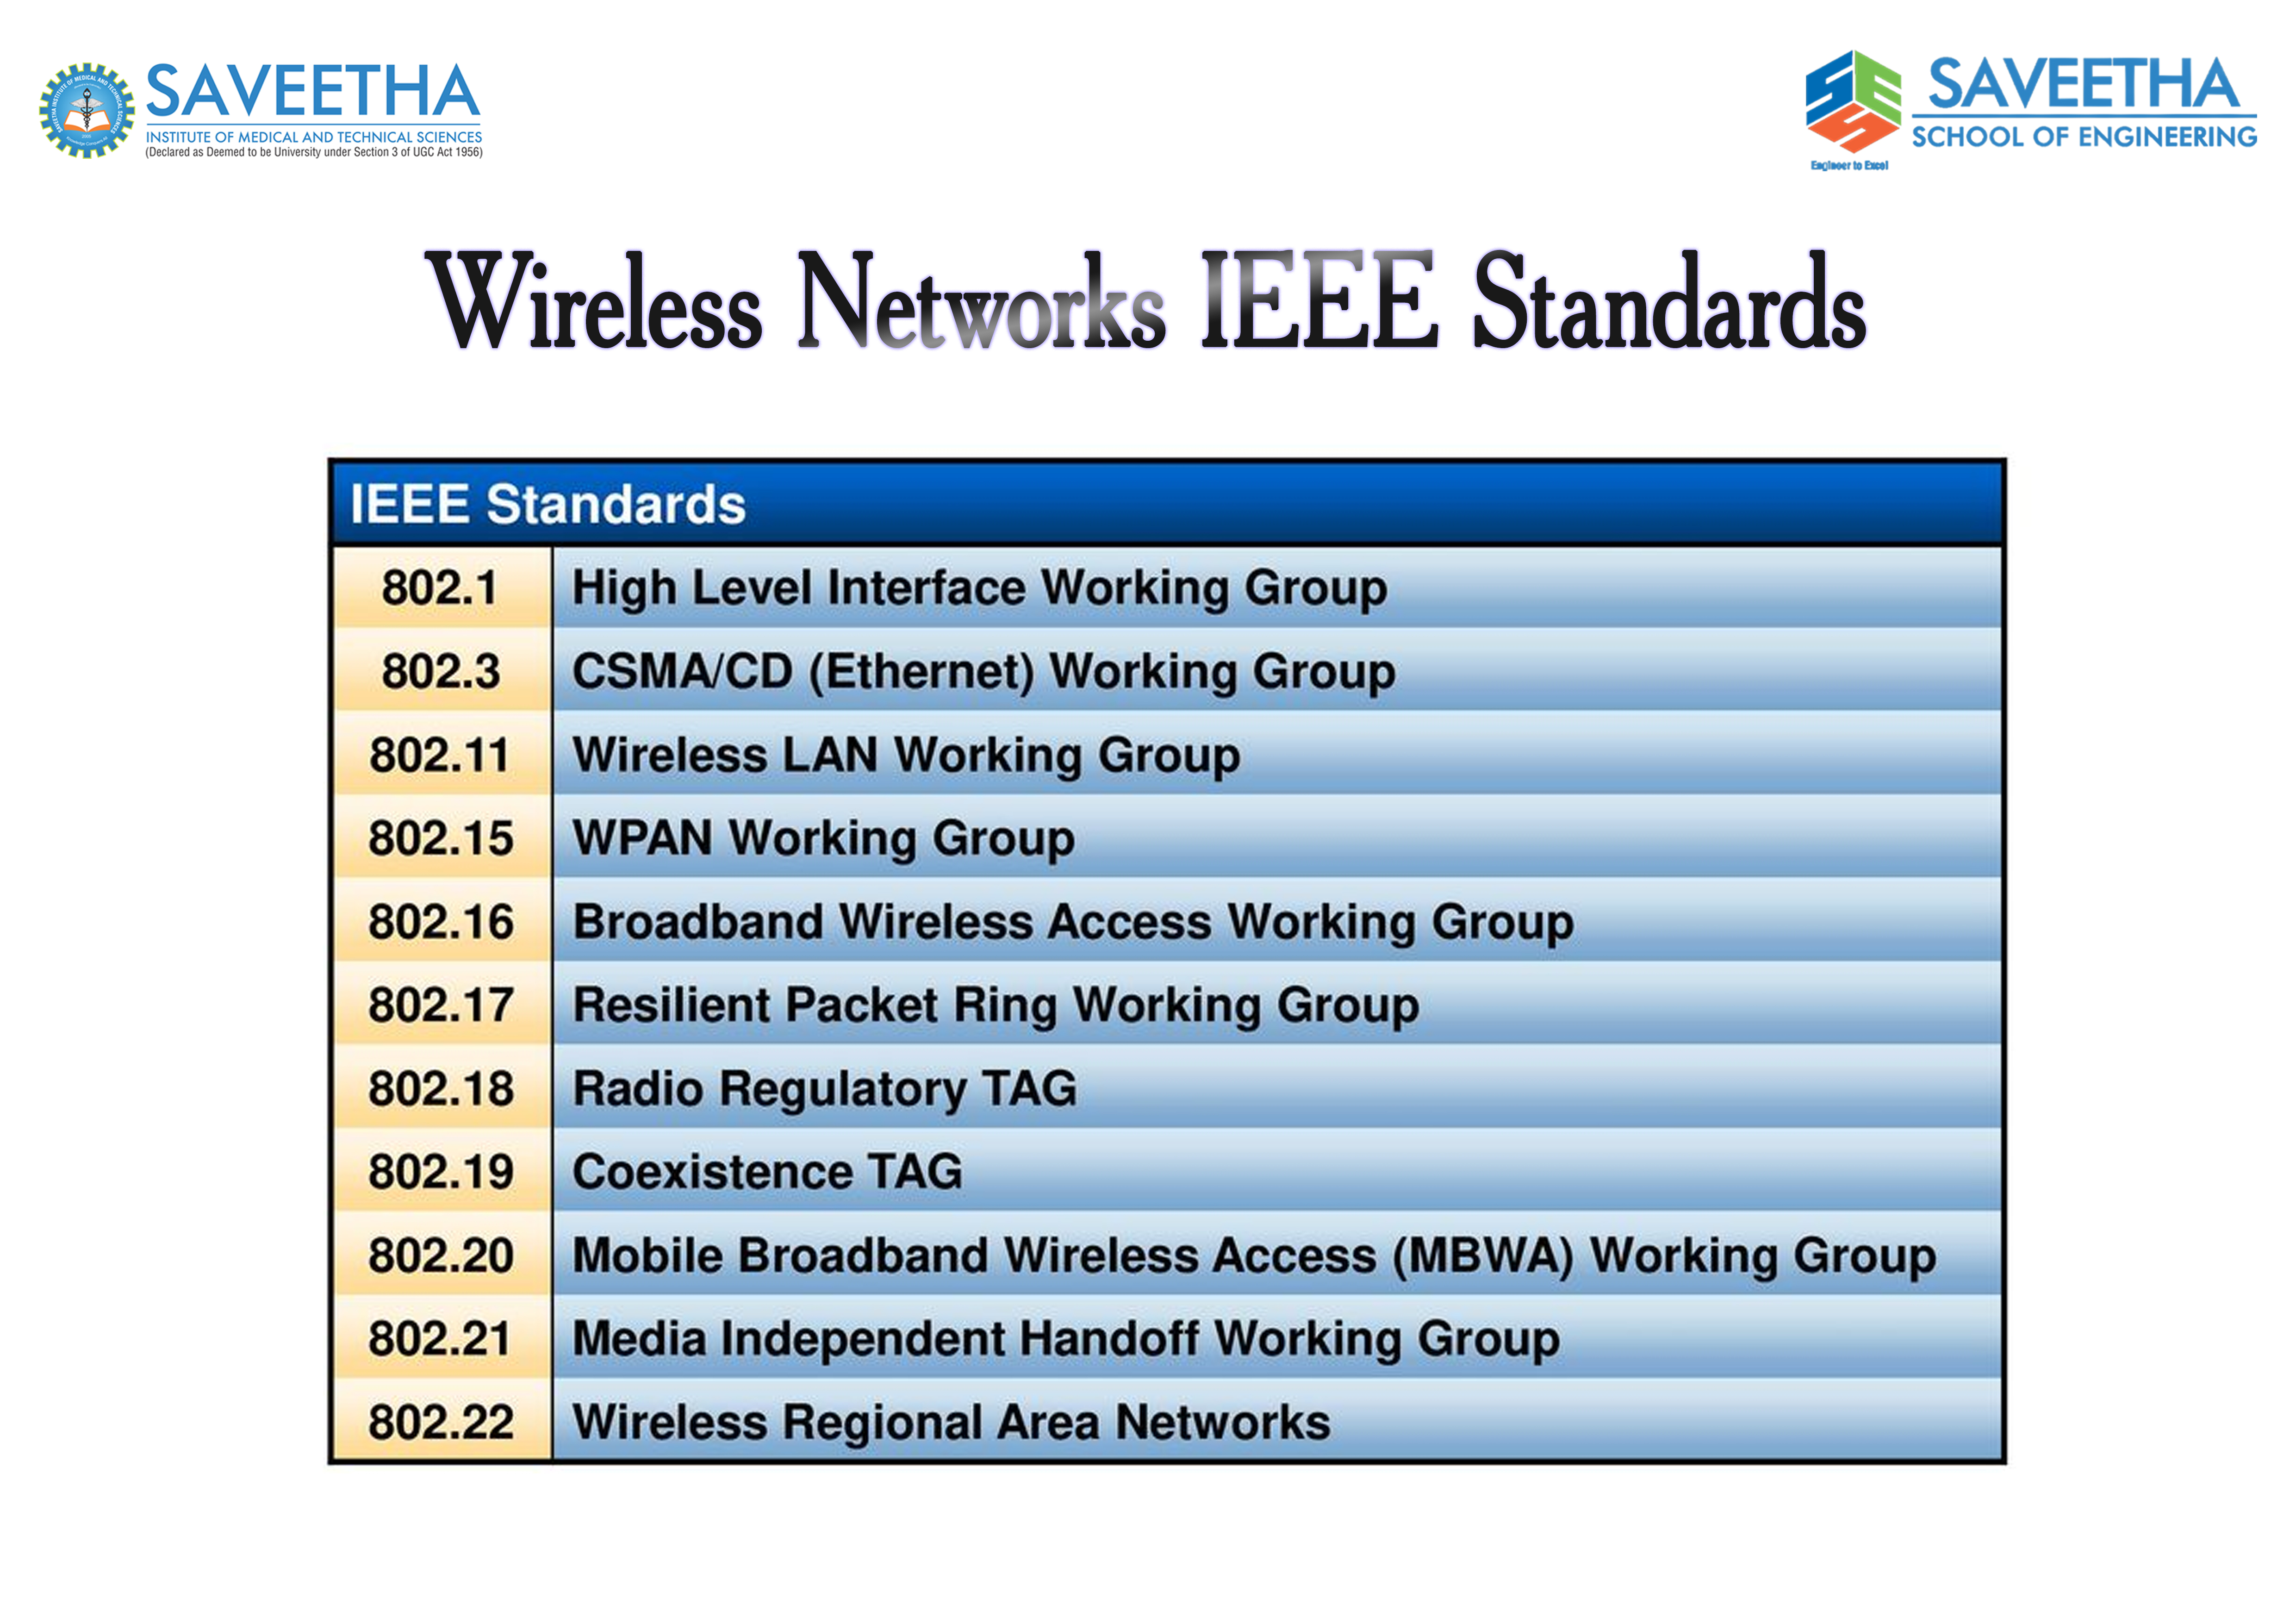 SAVEETHA
INSTITUTE OF MEDICAL AND TECHNICAL SCIENCES
(Declared as Deemed to be University under Section 3 of UGC Act 1956)
SAVEETHA
SCHOOL OF ENGINEERING
Engineer to Excel
Wireless Networks IEEE Standards
IEEE Standards
802.1 High Level Interface Working Group
802.3 CSMA/CD (Ethernet) Working Group
802.11 Wireless LAN Working Group
802.15 WPAN Working Group
802.16 Broadband Wireless Access Working Group
802.17 Resilient Packet Ring Working Group
802.18 Radio Regulatory TAG
802.19 Coexistence TAG
802.20 Mobile Broadband Wireless Access (MBWA) Working Group
802.21 Media Independent Handoff Working Group
802.22 Wireless Regional Area Networks